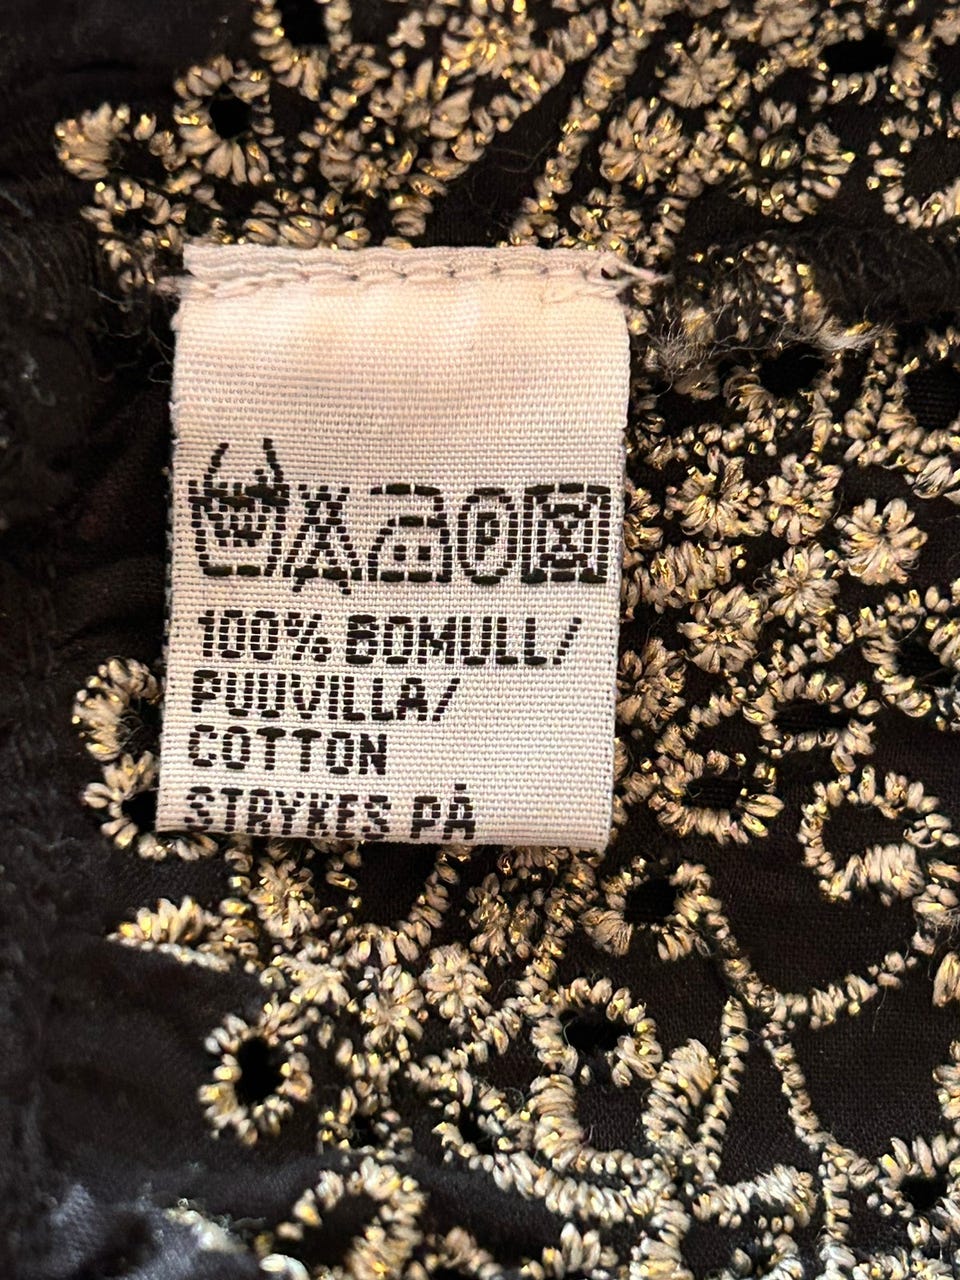 P
100% BOMULL/
PUUVILLA/
COTTON
STRYKES PÅ